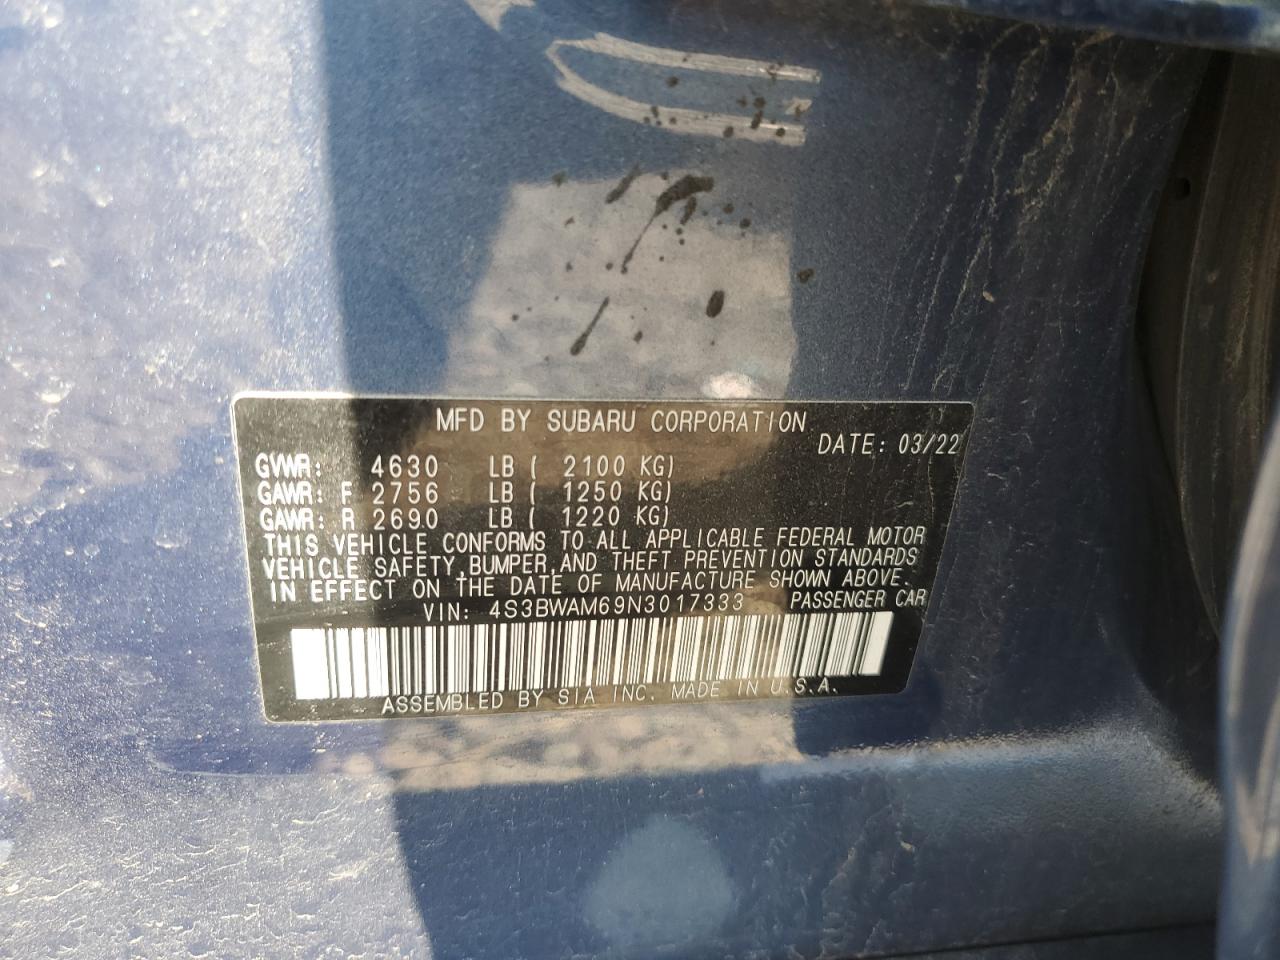 MFD BY SUBARU CORPORATION
DATE: 03/22
GVWR: 4630 LB ( 2100 KG)
GAWR: F 2756 LB ( 1250 KG)
GAWR: R 2690 LB ( 1220 KG)
THIS VEHICLE CONFORMS TO ALL APPLICABLE FEDERAL MOTOR
VEHICLE SAFETY,BUMPER,AND THEFT PREVENTION STANDARDS
IN EFFECT ON THE DATE OF MANUFACTURE SHOWN ABOVE.
VIN: 4S3BWAM69N3017333 PASSENGER CAR
ASSEMBLED BY SIA INC. MADE IN U.S.A.